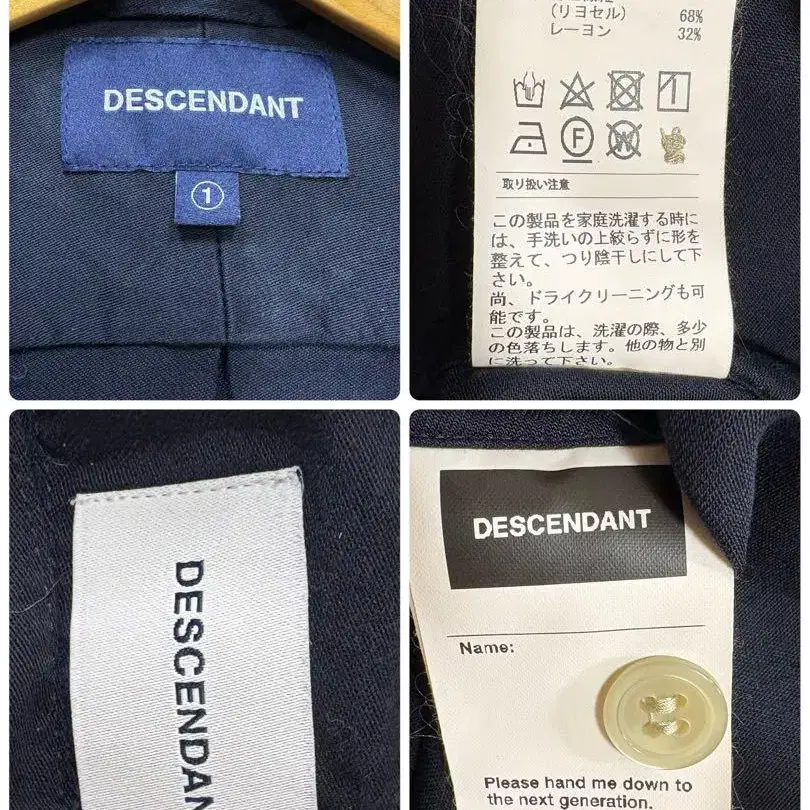 DESCENDANT
1
(リヨセル) 68%
レーヨン 32%
F
W
取り扱い注意
この製品を家庭洗濯する時に
は、手洗いの上絞らずに形を
整えて、つり陰干しにして下
さい。
尚、ドライクリーニングも可
能です。
この製品は、洗濯の際、多少
の色落ちします。他の物と別
に洗って下さい。
DESCENDAN
DESCENDANT
Name:
Please hand me down to
the next generation.